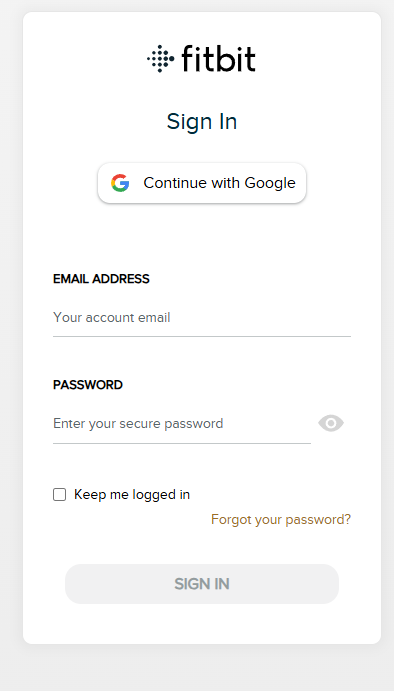 fitbit
Sign In
Continue with Google
EMAIL ADDRESS
Your account email
PASSWORD
Enter your secure password
Keep me logged in
Forgot your password?
SIGN IN